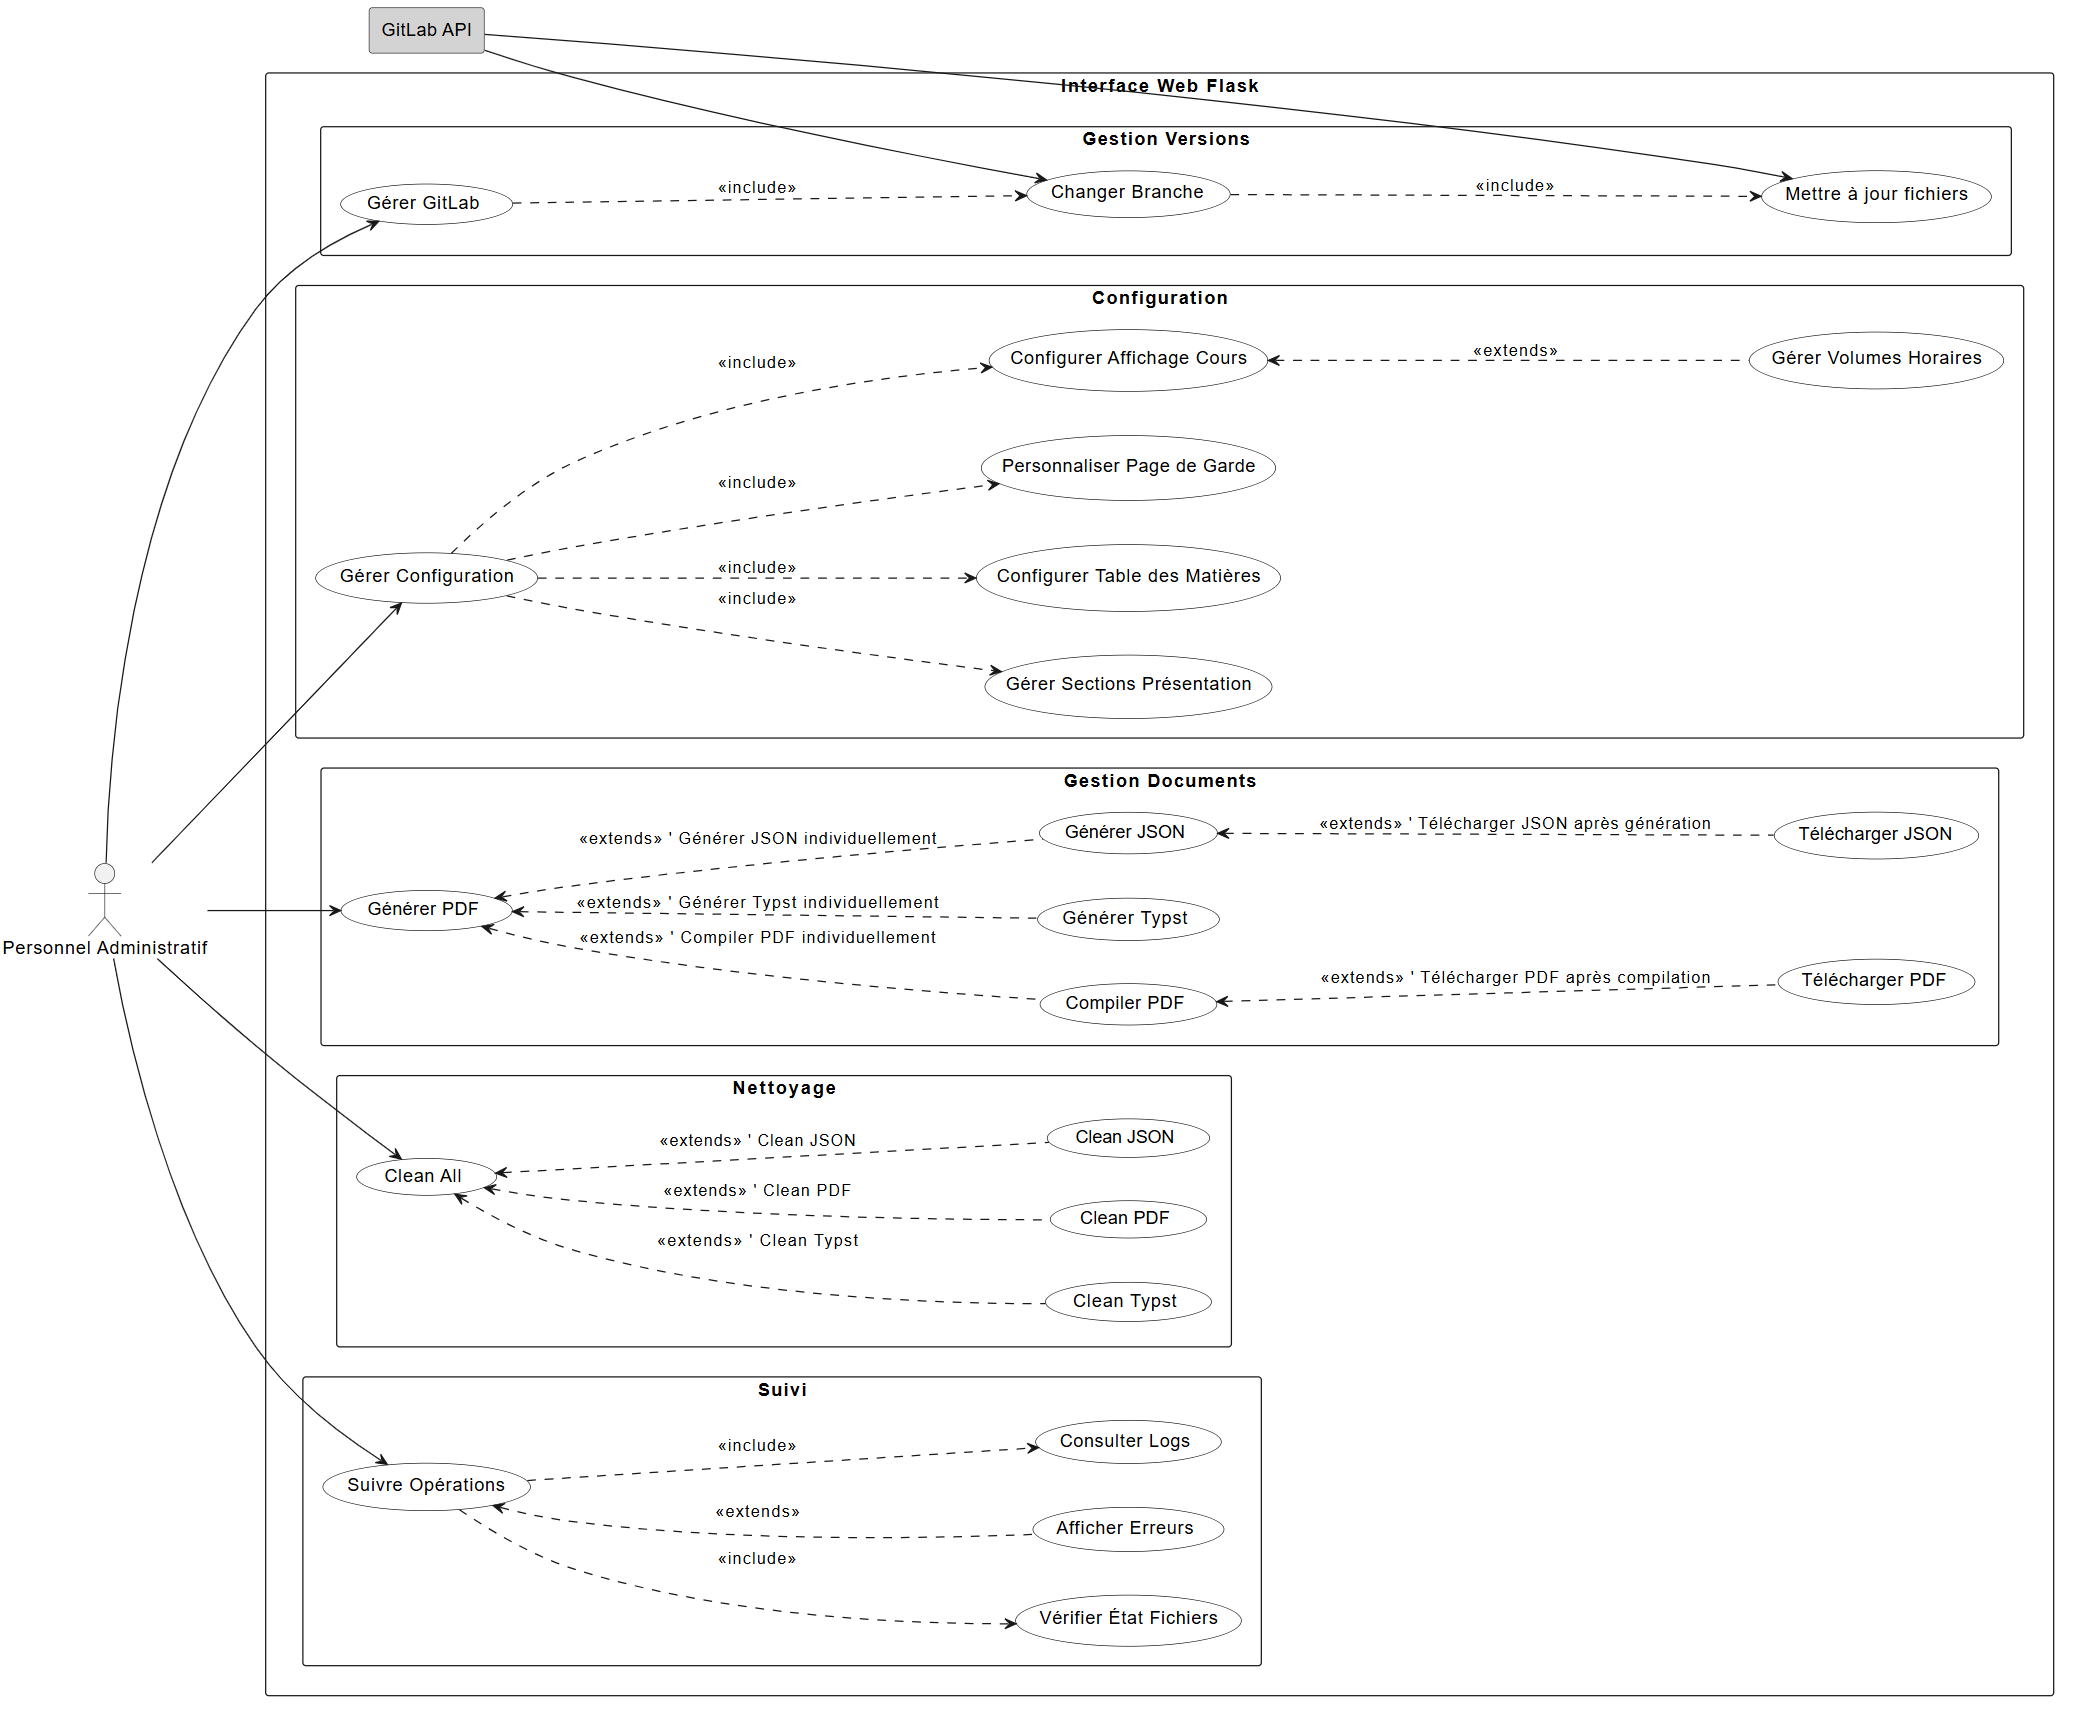 GitLab API
Interface Web Flask
Gestion Versions
Gérer GitLab
«include»
Changer Branche
«include»
Mettre à jour fichiers
Configuration
«include»
Configurer Affichage Cours
«extends»
Gérer Volumes Horaires
«include»
Personnaliser Page de Garde
Gérer Configuration
«include»
Configurer Table des Matières
«include»
Gérer Sections Présentation
Gestion Documents
«extends» ' Générer JSON individuellement
Générer JSON
«extends» ' Télécharger JSON après génération
Télécharger JSON
Générer PDF
«extends» ' Générer Typst individuellement
Générer Typst
«extends» ' Compiler PDF individuellement
Compiler PDF
«extends» ' Télécharger PDF après compilation
Télécharger PDF
Personnel Administratif
Nettoyage
«extends» ' Clean JSON
Clean JSON
Clean All
«extends» ' Clean PDF
Clean PDF
«extends» ' Clean Typst
Clean Typst
Suivi
«include»
Consulter Logs
Suivre Opérations
«extends»
Afficher Erreurs
«include»
Vérifier État Fichiers